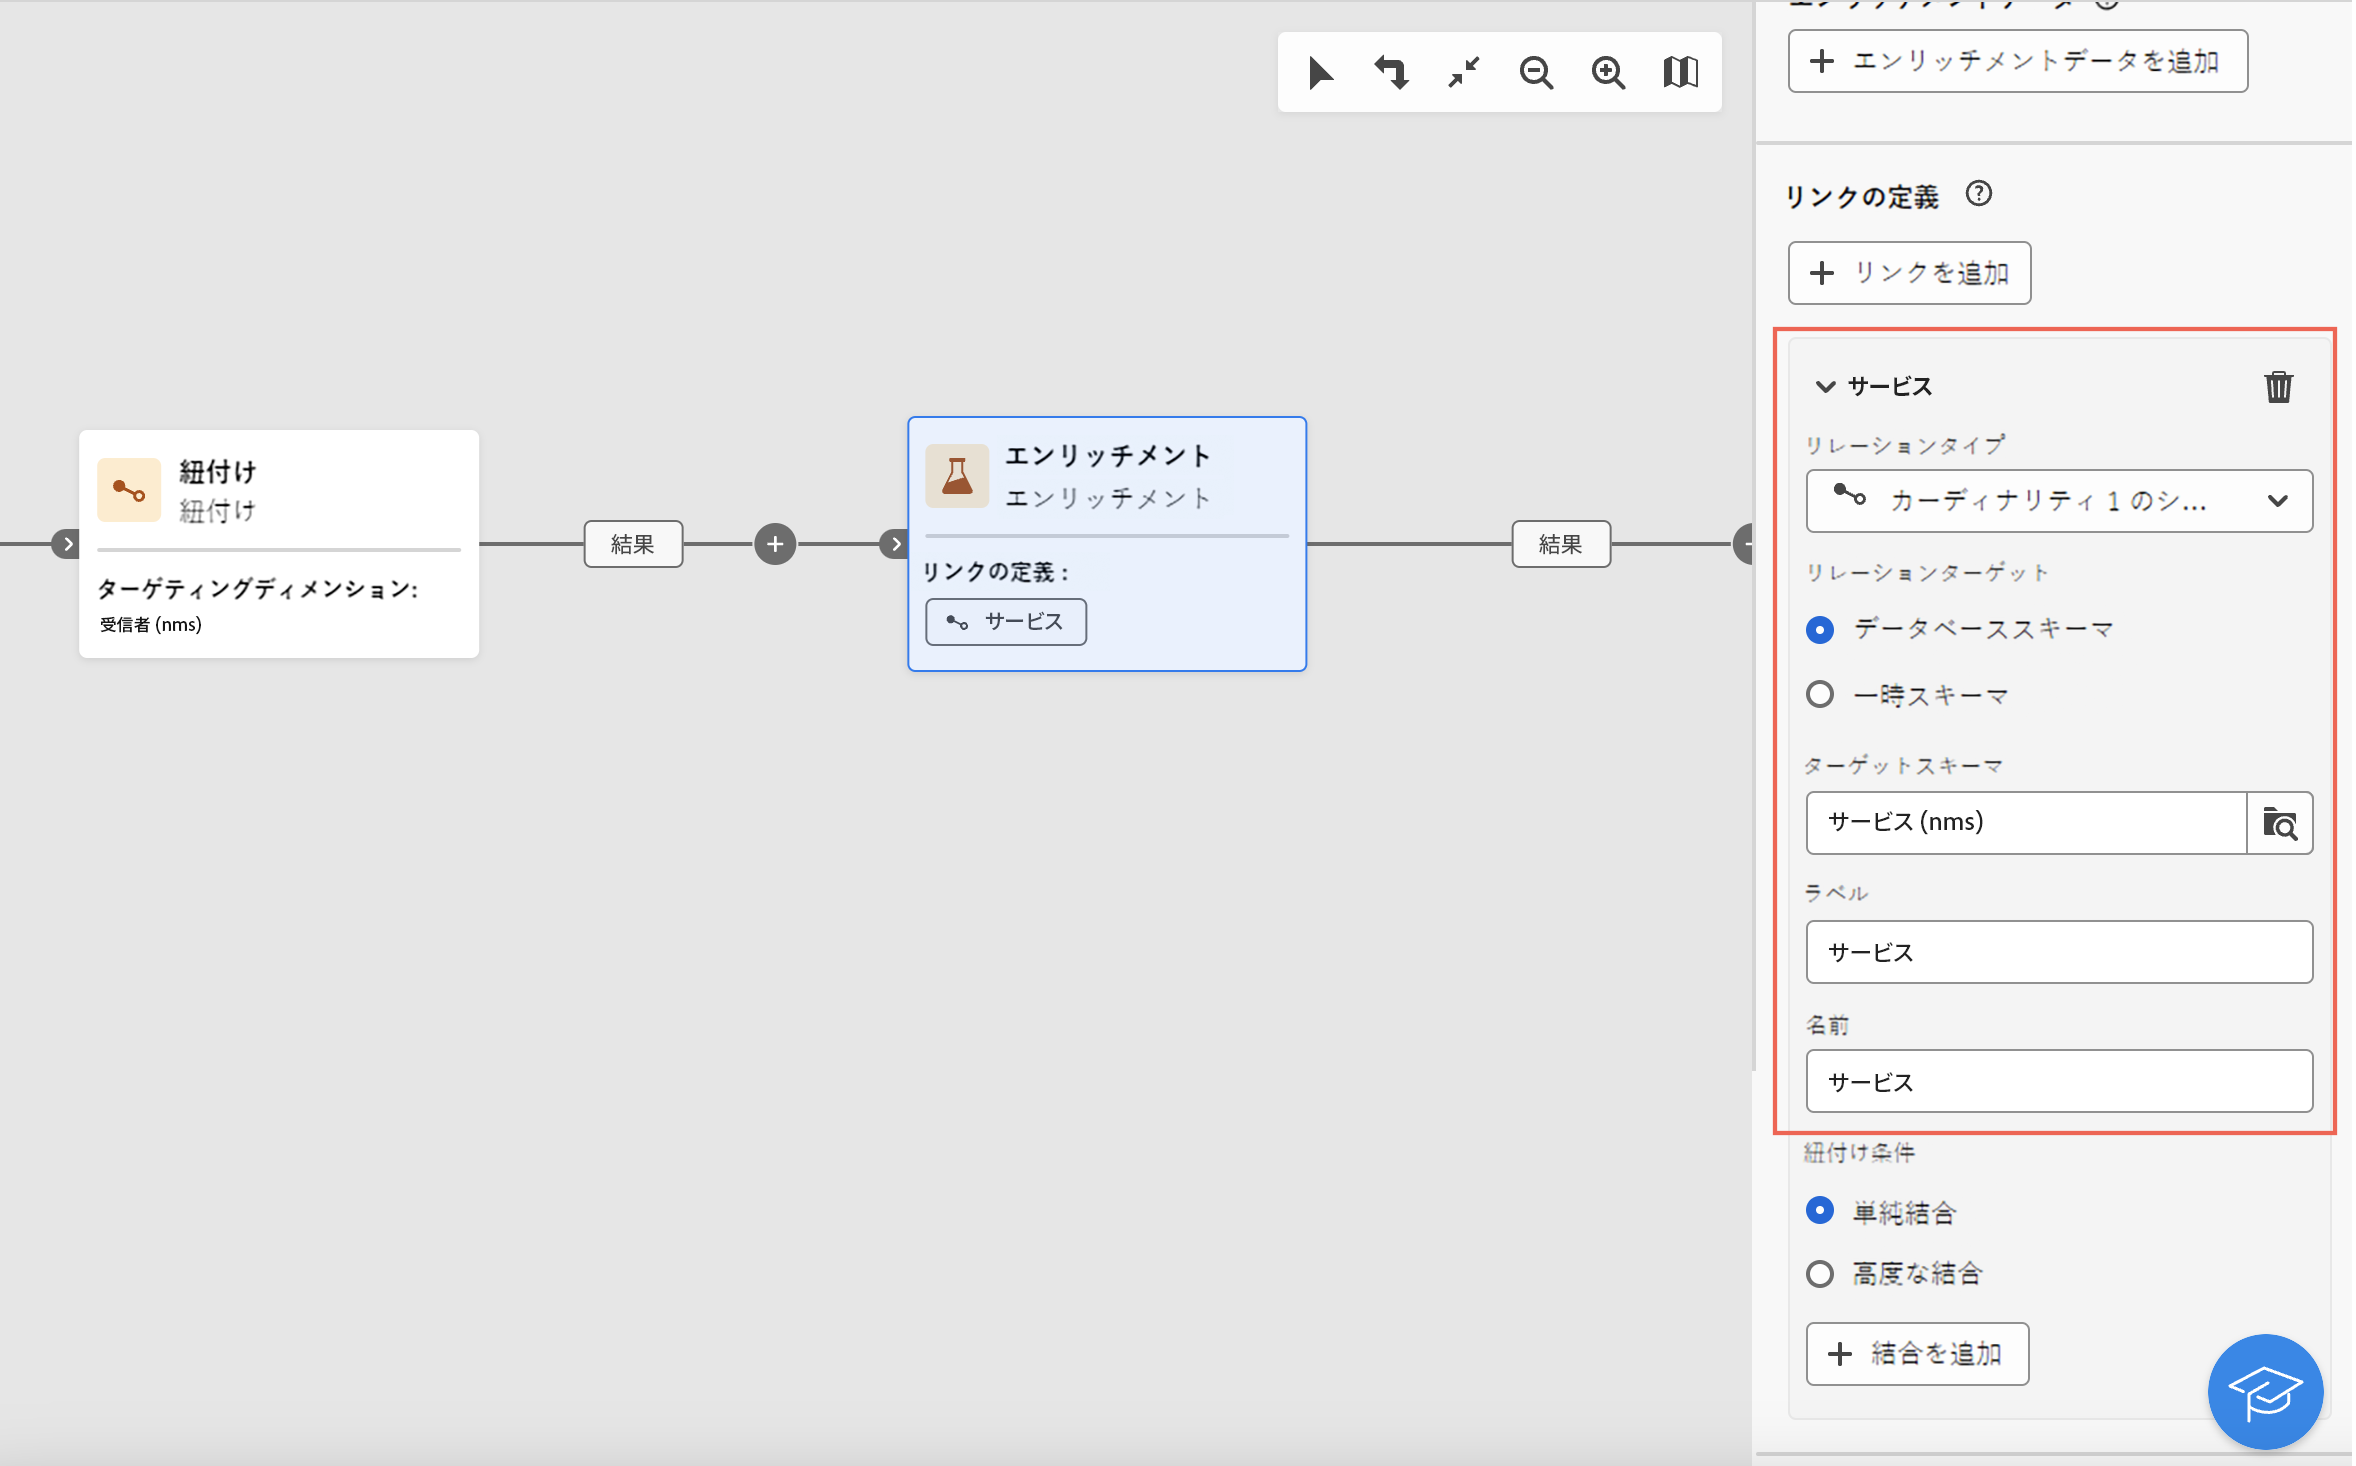 紐付け
紐付け
ターゲティングディメンション:
受信者 (nms)
結果
エンリッチメント
エンリッチメント
リンクの定義 :
サービス
結果
エンリッチメントデータを追加
リンクの定義
リンクを追加
サービス
リレーションタイプ
カーディナリティ 1 のシ...
リレーションターゲット
データベーススキーマ
一時スキーマ
ターゲットスキーマ
サービス (nms)
ラベル
サービス
名前
サービス
紐付け条件
単純結合
高度な結合
結合を追加